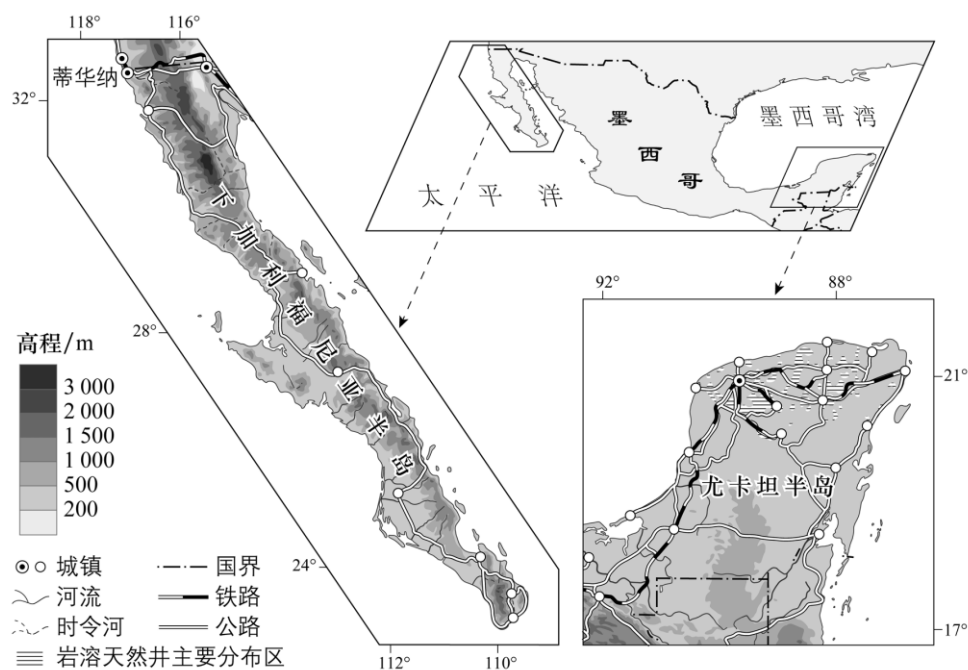 118°
116°
蒂华纳
32°
下加利福尼亚半岛
28°
24°
112°
110°
高程/m
3 000
2 000
1 500
1 000
500
200
城镇
国界
河流
铁路
时令河
公路
岩溶天然井主要分布区
墨西哥
墨西哥湾
太平洋
92°
88°
21°
尤卡坦半岛
17°